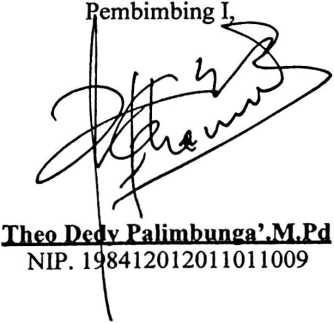 Pembimbing I,
Theo Dedy Palimbunga'.M.Pd
NIP. 198412012011011009